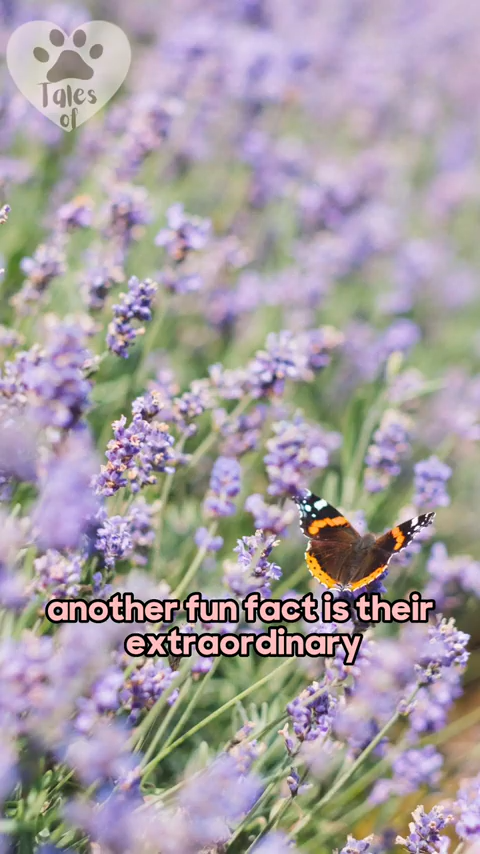 Tales
of
another fun fact is their
extraordinary